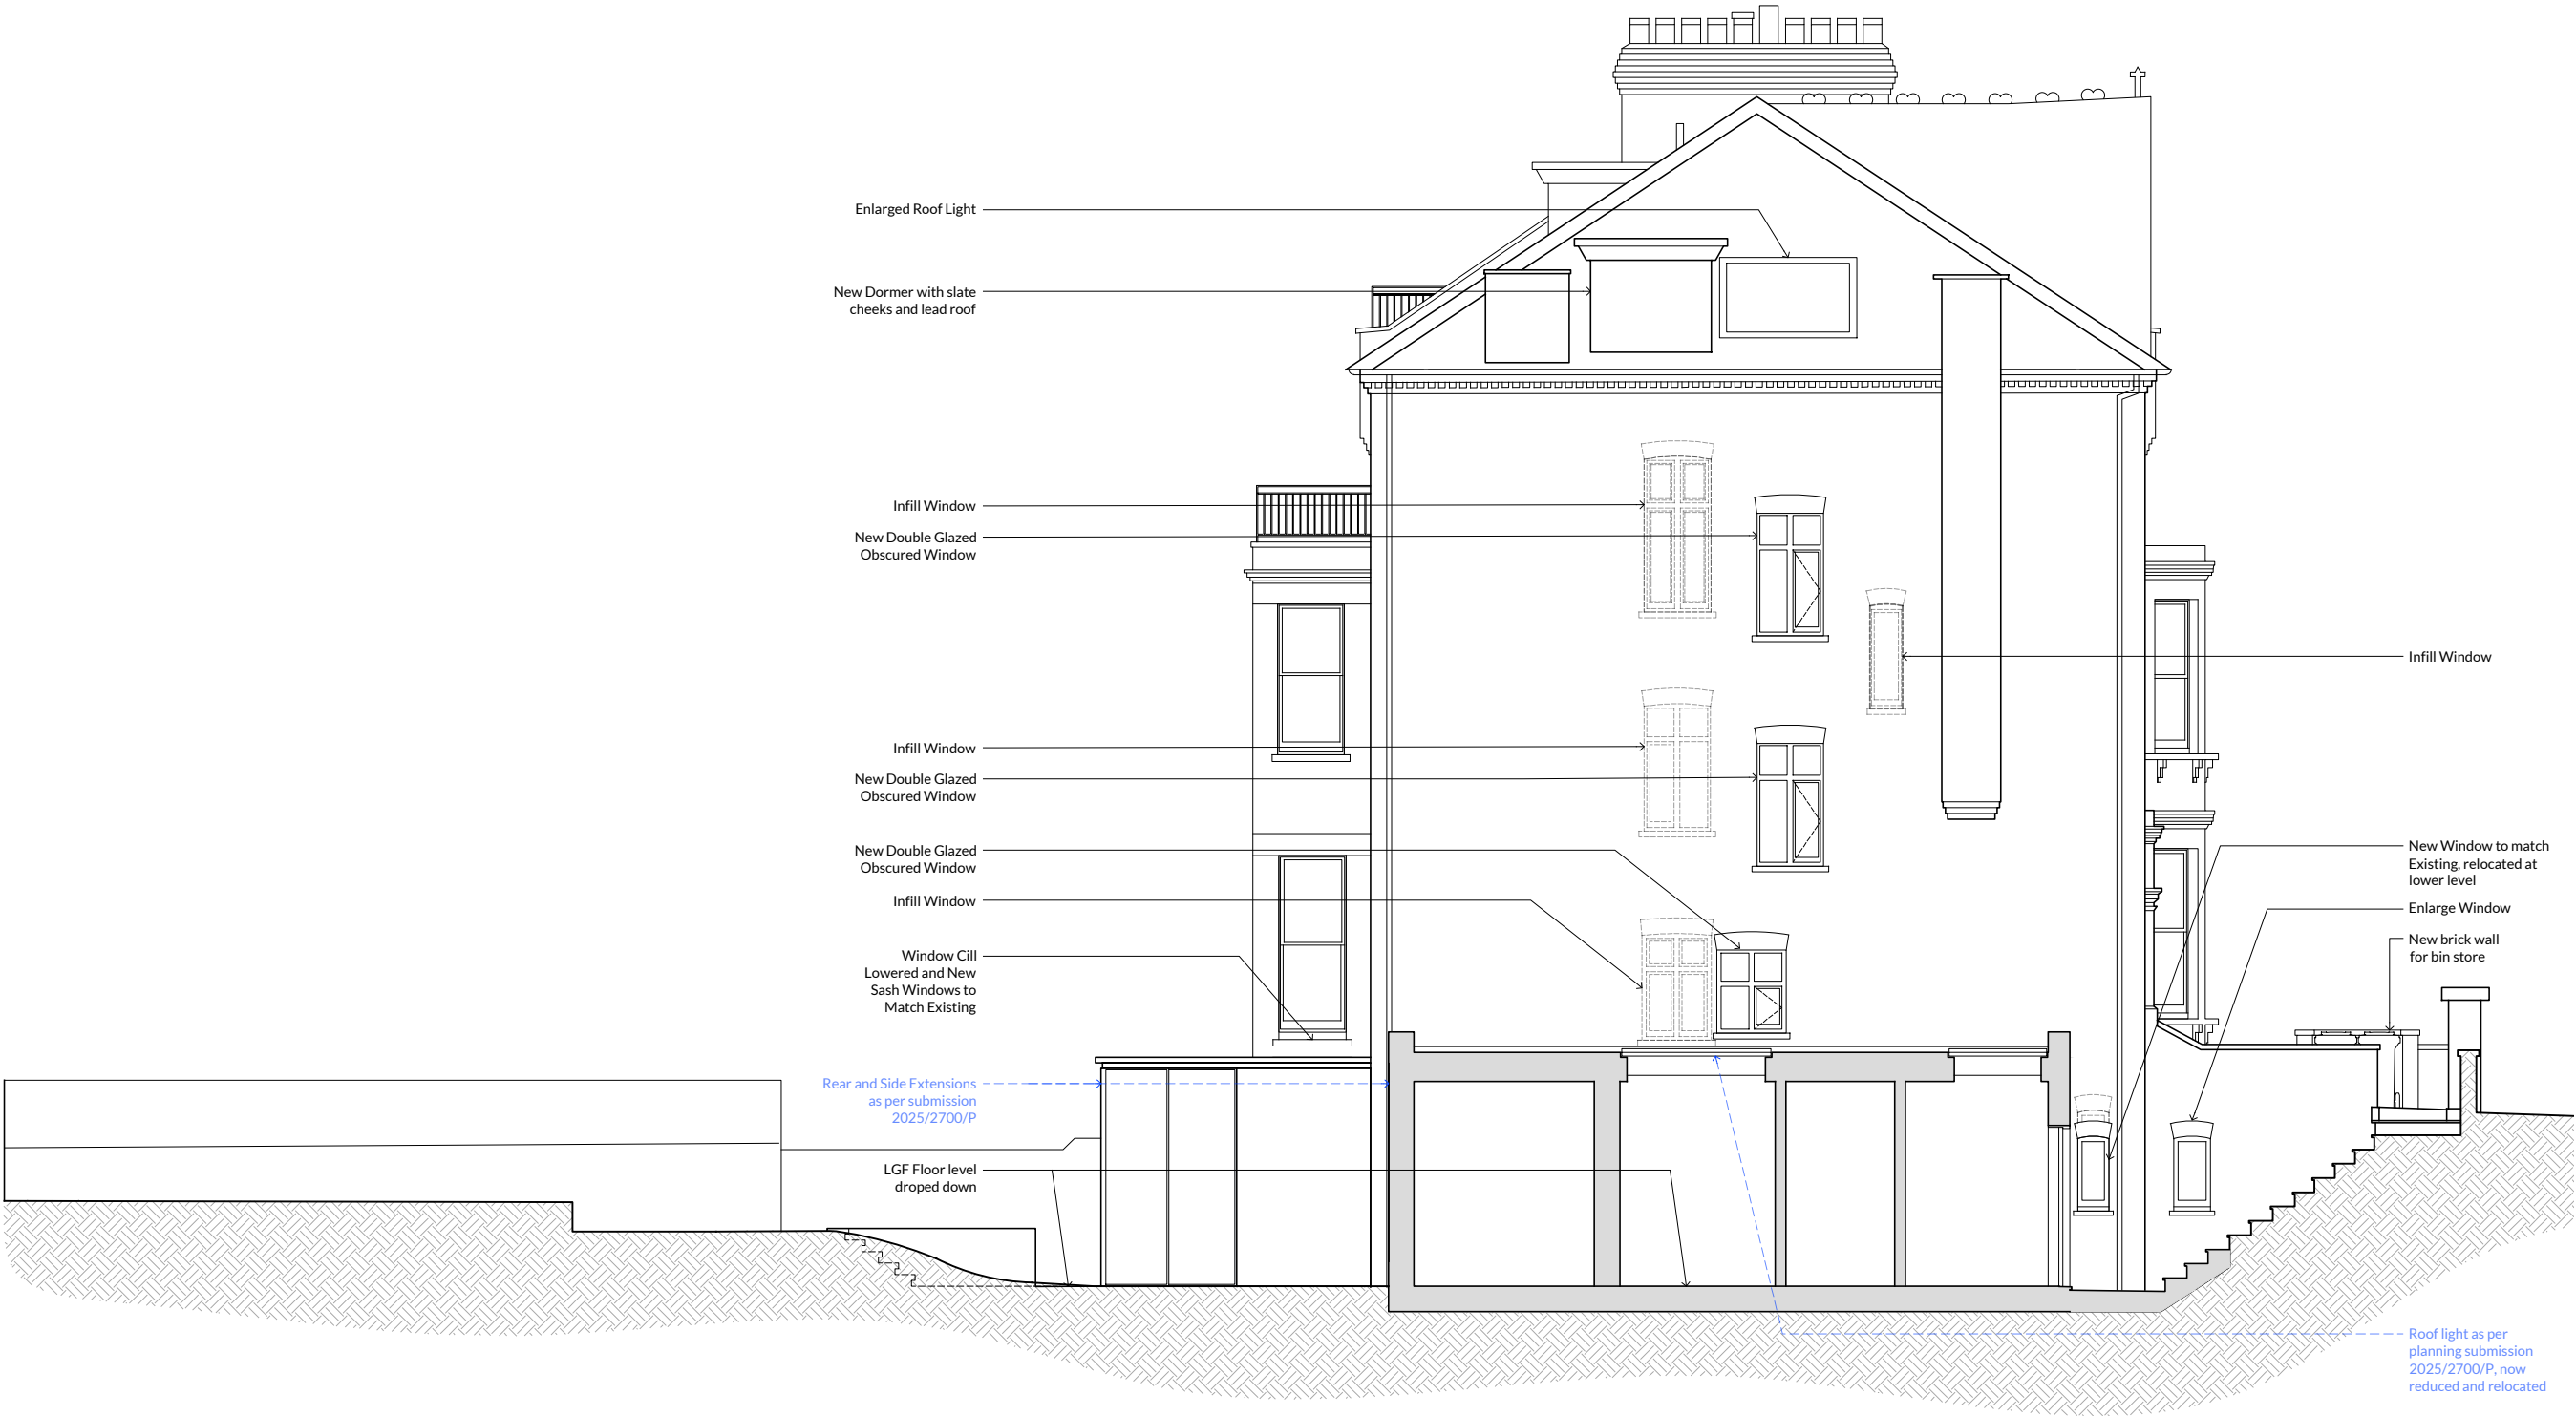 Enlarged Roof Light
New Dormer with slate
cheeks and lead roof
Infill Window
New Double Glazed
Obscured Window
Infill Window
New Double Glazed
Obscured Window
New Double Glazed
Obscured Window
Infill Window
Window Cill
Lowered and New
Sash Windows to
Match Existing
Rear and Side Extensions
as per submission
2025/2700/P
LGF Floor level
droped down
Infill Window
New Window to match
Existing, relocated at
lower level
Enlarge Window
New brick wall
for bin store
Roof light as per
planning submission
2025/2700/P, now
reduced and relocated